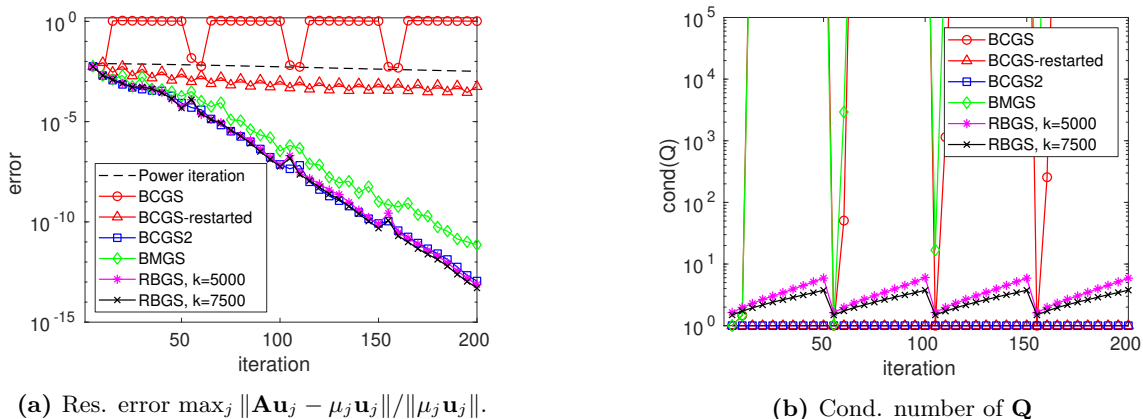 10^0
10^-5
10^-10
10^-15
error
50
100
150
200
iteration
Power iteration
BCGS
BCGS-restarted
BCGS2
BMGS
RBGS, k=5000
RBGS, k=7500
(a) Res. error max_j ‖Au_j − μ_j u_j‖/‖μ_j u_j‖.
10^5
10^4
10^3
10^2
10^1
10^0
cond(Q)
50
100
150
200
iteration
BCGS
BCGS-restarted
BCGS2
BMGS
RBGS, k=5000
RBGS, k=7500
(b) Cond. number of Q